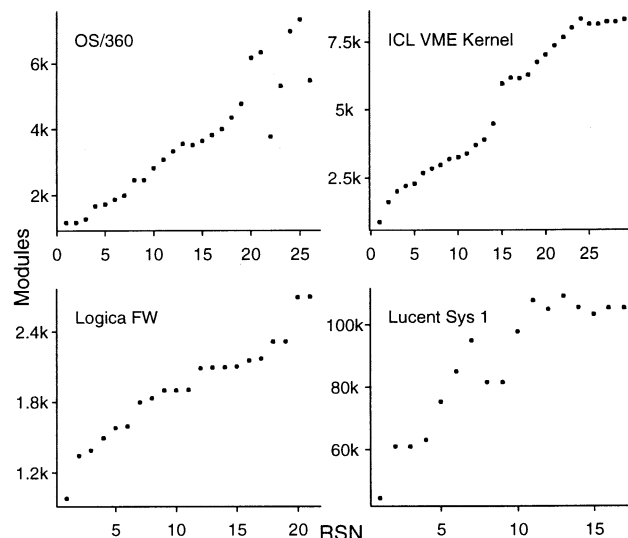 OS/360
6k
4k
2k
0 5 10 15 20 25
ICL VME Kernel
7.5k
5k
2.5k
0 5 10 15 20 25
Modules
Logica FW
2.4k
1.8k
1.2k
5 10 15 20
Lucent Sys 1
100k
80k
60k
5 10 15
RSN